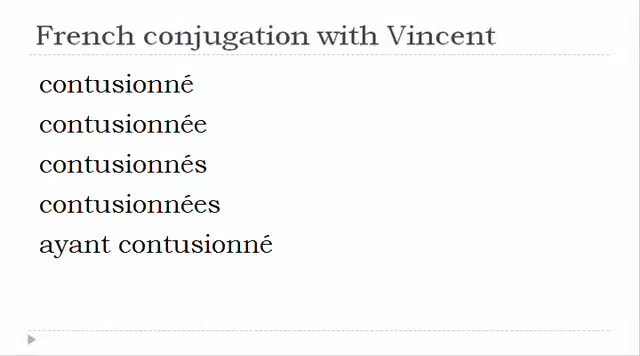 French conjugation with Vincent
contusionné
contusionnée
contusionnés
contusionnées
ayant contusionné